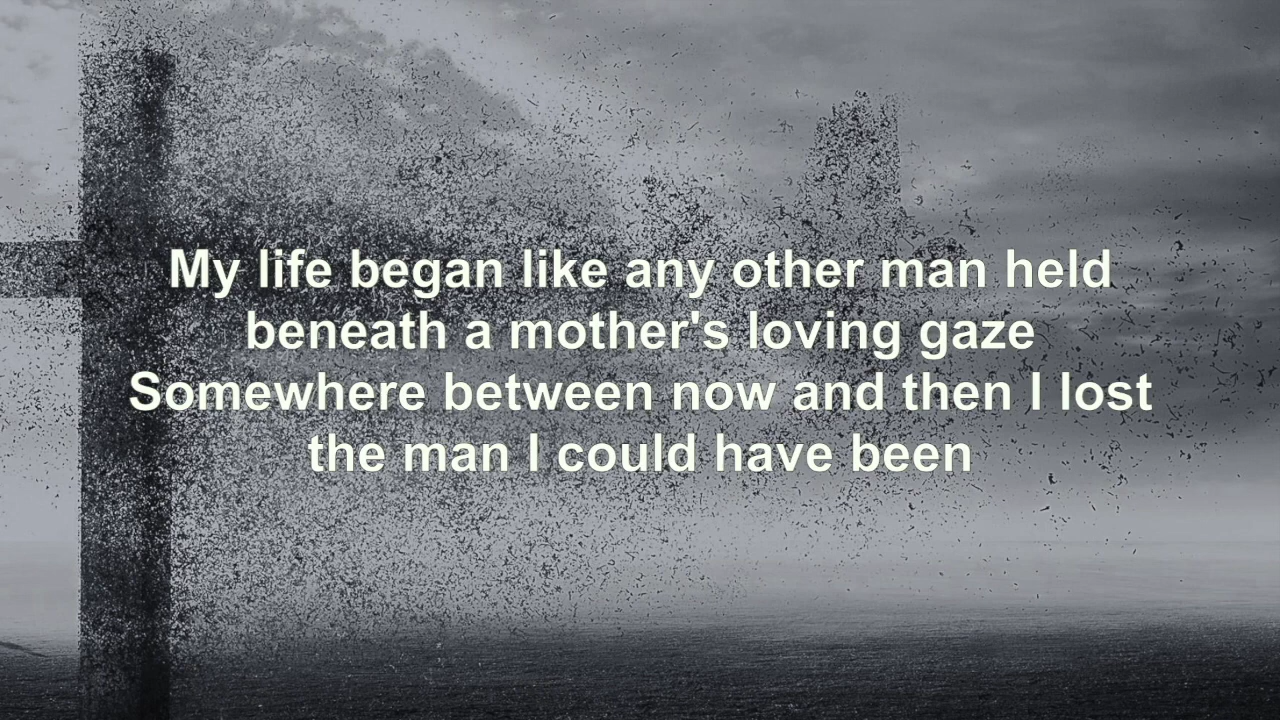 My life began like any other man held
beneath a mother's loving gaze
Somewhere between now and then I lost
the man I could have been